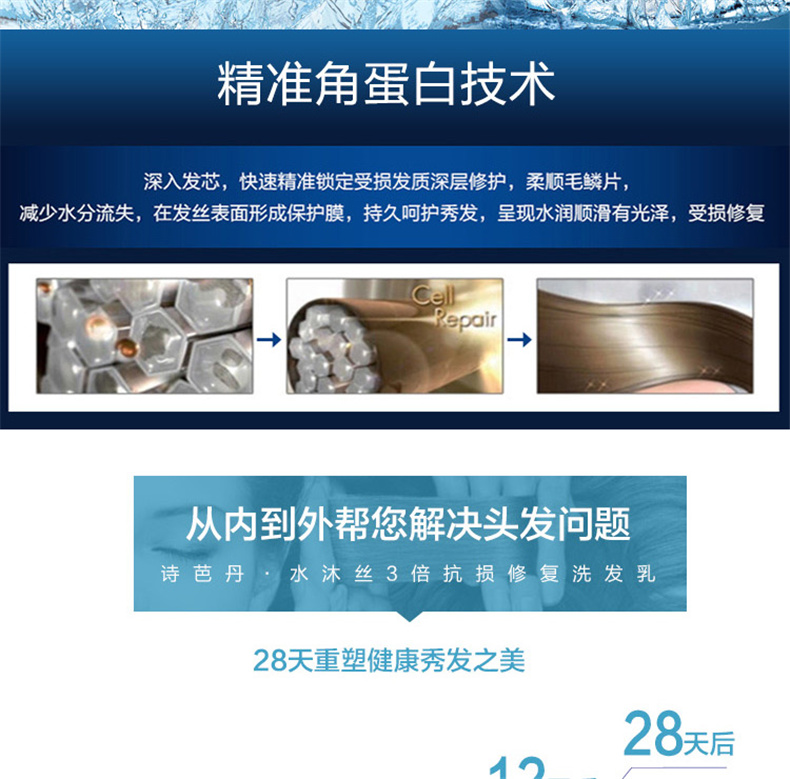 精准角蛋白技术
深入发芯，快速精准锁定受损发质深层修护，柔顺毛鳞片，
减少水分流失，在发丝表面形成保护膜，持久呵护秀发，呈现水润顺滑有光泽，受损修复
Cell
Repair
从内到外帮您解决头发问题
诗芭丹·水沐丝3倍抗损修复洗发乳
28天重塑健康秀发之美
28天后
12